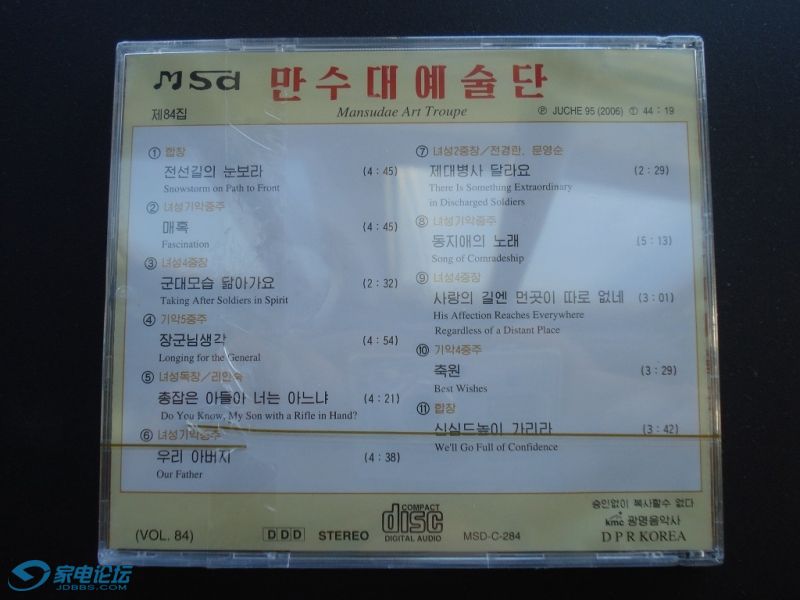 MSd 만수대예술단
제84집
Mansudae Art Troupe
Ⓟ JUCHE 95 (2006) ① 44 : 19
① 합창
전선길의 눈보라 (4 : 45)
Snowstorm on Path to Front
② 녀성기악중주
매혹 (4 : 45)
Fascination
③ 녀성4중창
군대모습 닮아가요 (2 : 32)
Taking After Soldiers in Spirit
④ 기악5중주
장군님생각 (4 : 54)
Longing for the General
⑤ 녀성독창/리안숙
총잡은 아들아 너는 아느냐 (4 : 21)
Do You Know, My Son with a Rifle in Hand?
⑥ 녀성기악중주
우리 아버지 (4 : 38)
Our Father
⑦ 녀성2중창/전경란, 문영순
제대병사 달라요 (2 : 29)
There Is Something Extraordinary
in Discharged Soldiers
⑧ 녀성기악중주
동지애의 노래 (5 : 13)
Song of Comradeship
⑨ 녀성4중창
사랑의 길엔 먼곳이 따로 없네 (3 : 01)
His Affection Reaches Everywhere
Regardless of a Distant Place
⑩ 기악4중주
축원 (3 : 29)
Best Wishes
⑪ 합창
신심드높이 가리라 (3 : 42)
We'll Go Full of Confidence
(VOL. 84)
DDD STEREO
COMPACT
disc
DIGITAL AUDIO
MSD-C-284
승인없이 복사할수 없다
kmc 광명음악사
D P R KOREA
家电论坛
JDBBS.COM